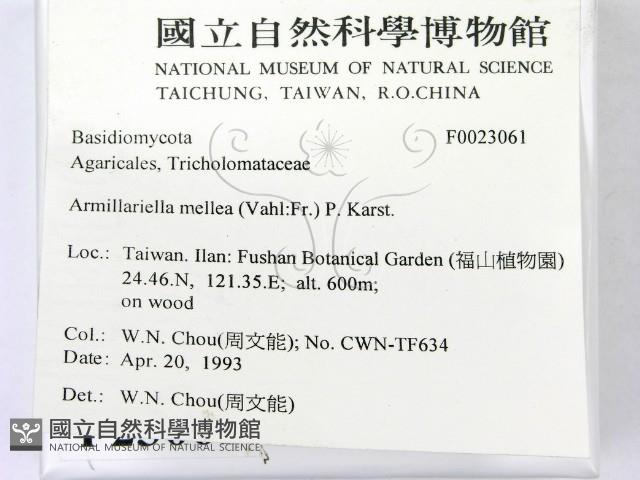 國立自然科學博物館
NATIONAL MUSEUM OF NATURAL SCIENCE
TAICHUNG, TAIWAN, R.O.CHINA
Basidiomycota F0023061
Agaricales, Tricholomataceae
Armillariella mellea (Vahl:Fr.) P. Karst.
Loc.: Taiwan. Ilan: Fushan Botanical Garden (福山植物園)
24.46.N, 121.35.E; alt. 600m;
on wood
Col.: W.N. Chou(周文能); No. CWN-TF634
Date: Apr. 20, 1993
Det.: W.N. Chou(周文能)
國立自然科學博物館
NATIONAL MUSEUM OF NATURAL SCIENCE